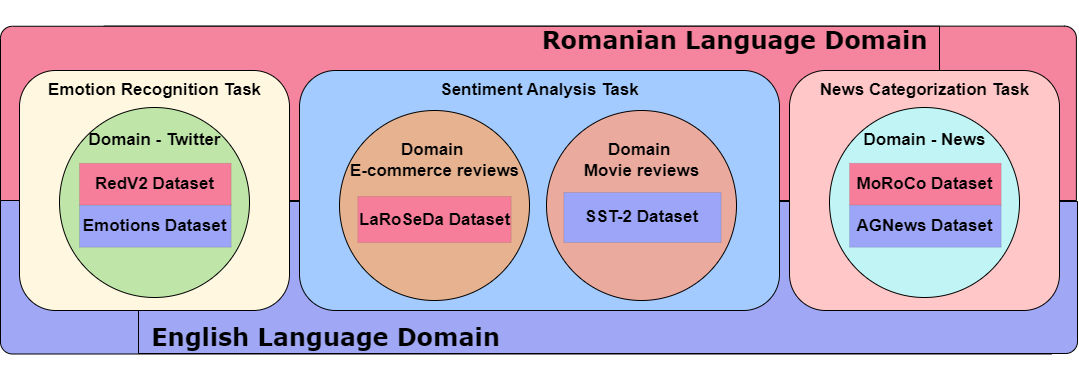 Romanian Language Domain
Emotion Recognition Task
Domain - Twitter
RedV2 Dataset
Emotions Dataset
Sentiment Analysis Task
Domain
E-commerce reviews
LaRoSeDa Dataset
Domain
Movie reviews
SST-2 Dataset
News Categorization Task
Domain - News
MoRoCo Dataset
AGNews Dataset
English Language Domain